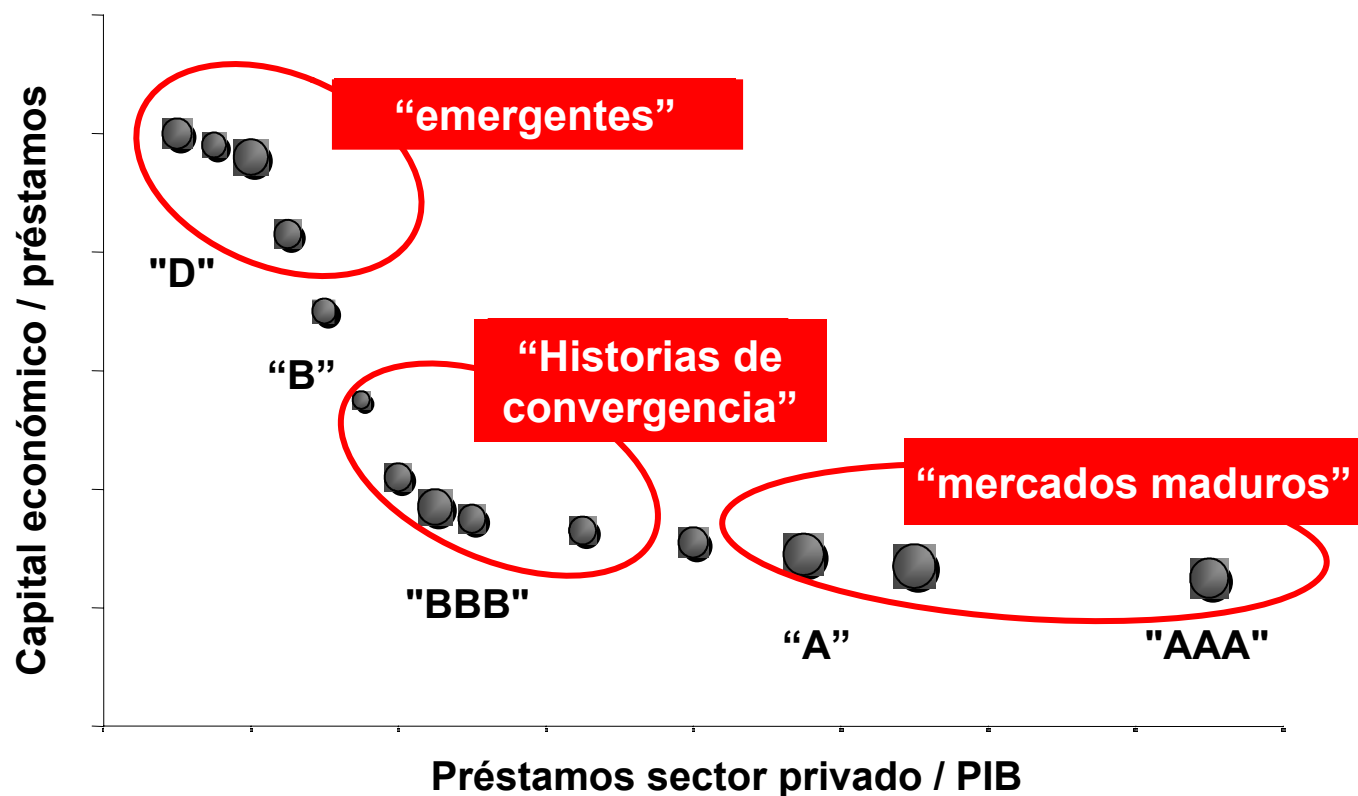 Capital económico / préstamos
“emergentes”
"D"
“B”
“Historias de
convergencia”
“mercados maduros”
"BBB"
“A”
"AAA"
Préstamos sector privado / PIB